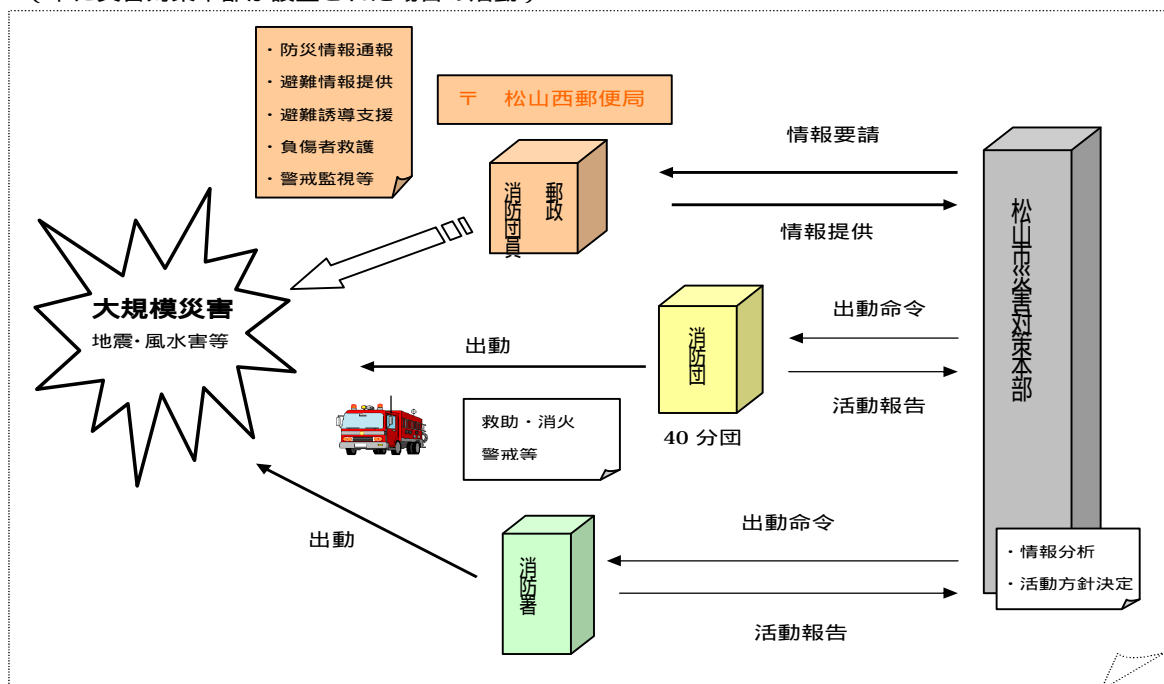 ・防災情報通報
・避難情報提供
・避難誘導支援
・負傷者救護
・警戒監視等
〒 松山西郵便局
情報要請
郵政
消防団員
情報提供
松山市災害対策本部
大規模災害
地震・風水害等
出動命令
出動
消防団
活動報告
40 分団
救助・消火
警戒等
出動命令
出動
消防署
・情報分析
・活動方針決定
活動報告